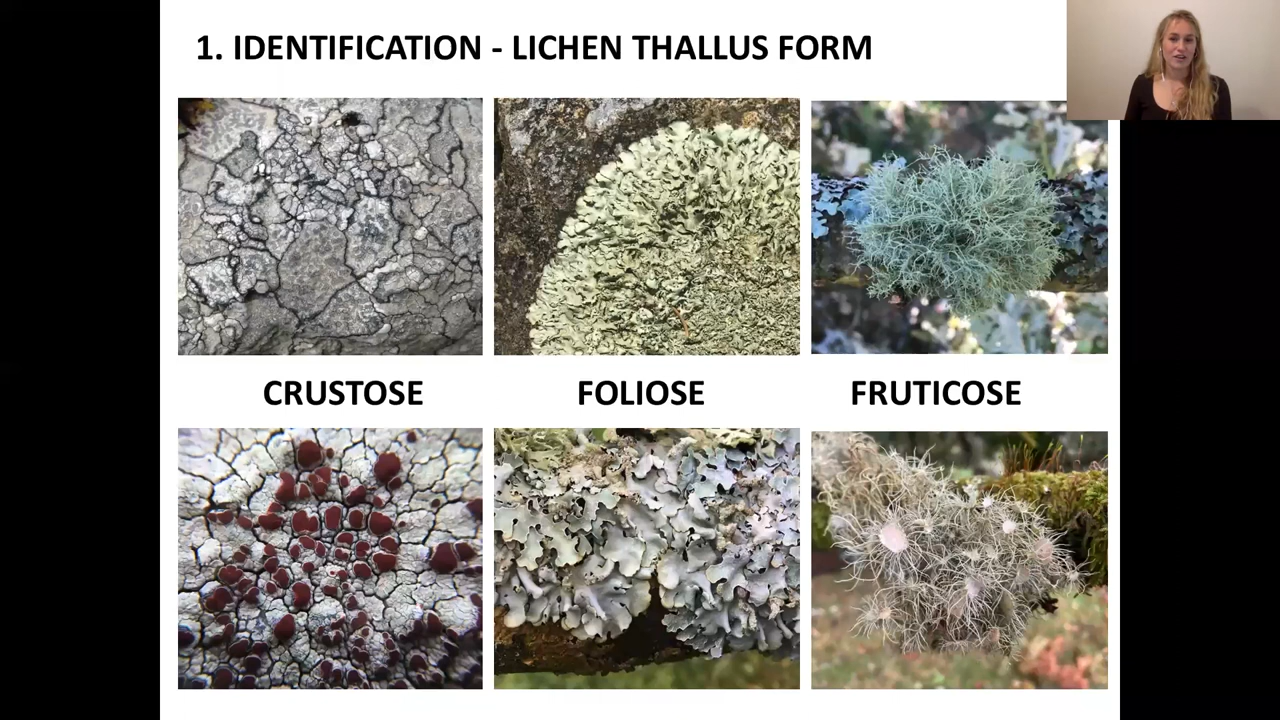 1. IDENTIFICATION - LICHEN THALLUS FORM
CRUSTOSE
FOLIOSE
FRUTICOSE